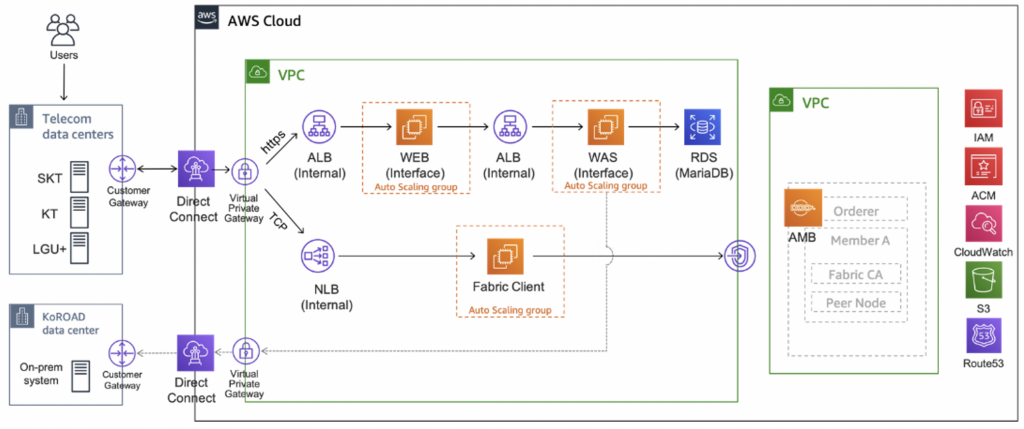 Users
aws
AWS Cloud
VPC
Telecom
data centers
SKT
KT
LGU+
Customer
Gateway
Direct
Connect
Virtual
Private
Gateway
https
TCP
ALB
(Internal)
WEB
(Interface)
Auto Scaling group
ALB
(Internal)
WAS
(Interface)
Auto Scaling group
RDS
(MariaDB)
NLB
(Internal)
Fabric Client
Auto Scaling group
KoROAD
data center
On-prem
system
Customer
Gateway
Direct
Connect
Virtual
Private
Gateway
VPC
AMB
Orderer
Member A
Fabric CA
Peer Node
IAM
ACM
CloudWatch
S3
53
Route53